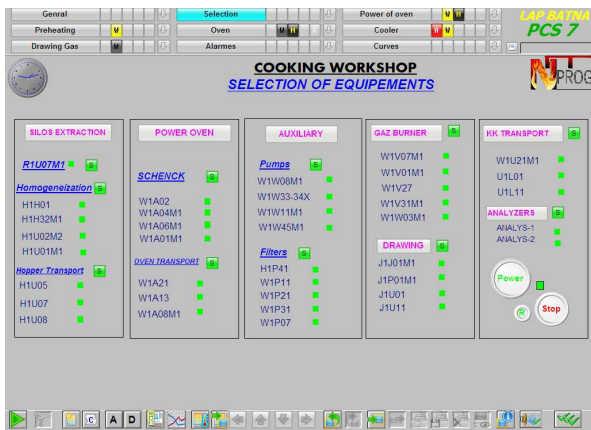 Genral Selection Power of oven W H
Preheating W Oven W H Cooler A W
Drawing Gas W Alarmes Curves
LAP BATNA
PCS 7
COOKING WORKSHOP
SELECTION OF EQUIPEMENTS
PROG
SILOS EXTRACTION
R1U07M1 S
Homogeneization S
H1H01
H1H32M1
H1U02M2
H1U01M1
Hopper Transport S
H1U05
H1U07
H1U08
POWER OVEN
SCHENCK S
W1A02
W1A04M1
W1A06M1
W1A01M1
OVEN TRANSPORT S
W1A21
W1A13
W1A08M1
AUXILIARY
Pumps S
W1W08M1
W1W33-34X
W1W11M1
W1W45M1
Filters S
H1P41
W1P11
W1P21
W1P31
W1P07
GAZ BURNER S
W1V07M1
W1V01M1
W1V27
W1V31M1
W1W03M1
DRAWING S
J1J01M1
J1P01M1
J1U01
J1U11
KK TRANSPORT S
W1U21M1
U1L01
U1L11
ANALYZERS S
ANALYS-1
ANALYS-2
Power
R Stop
C A D